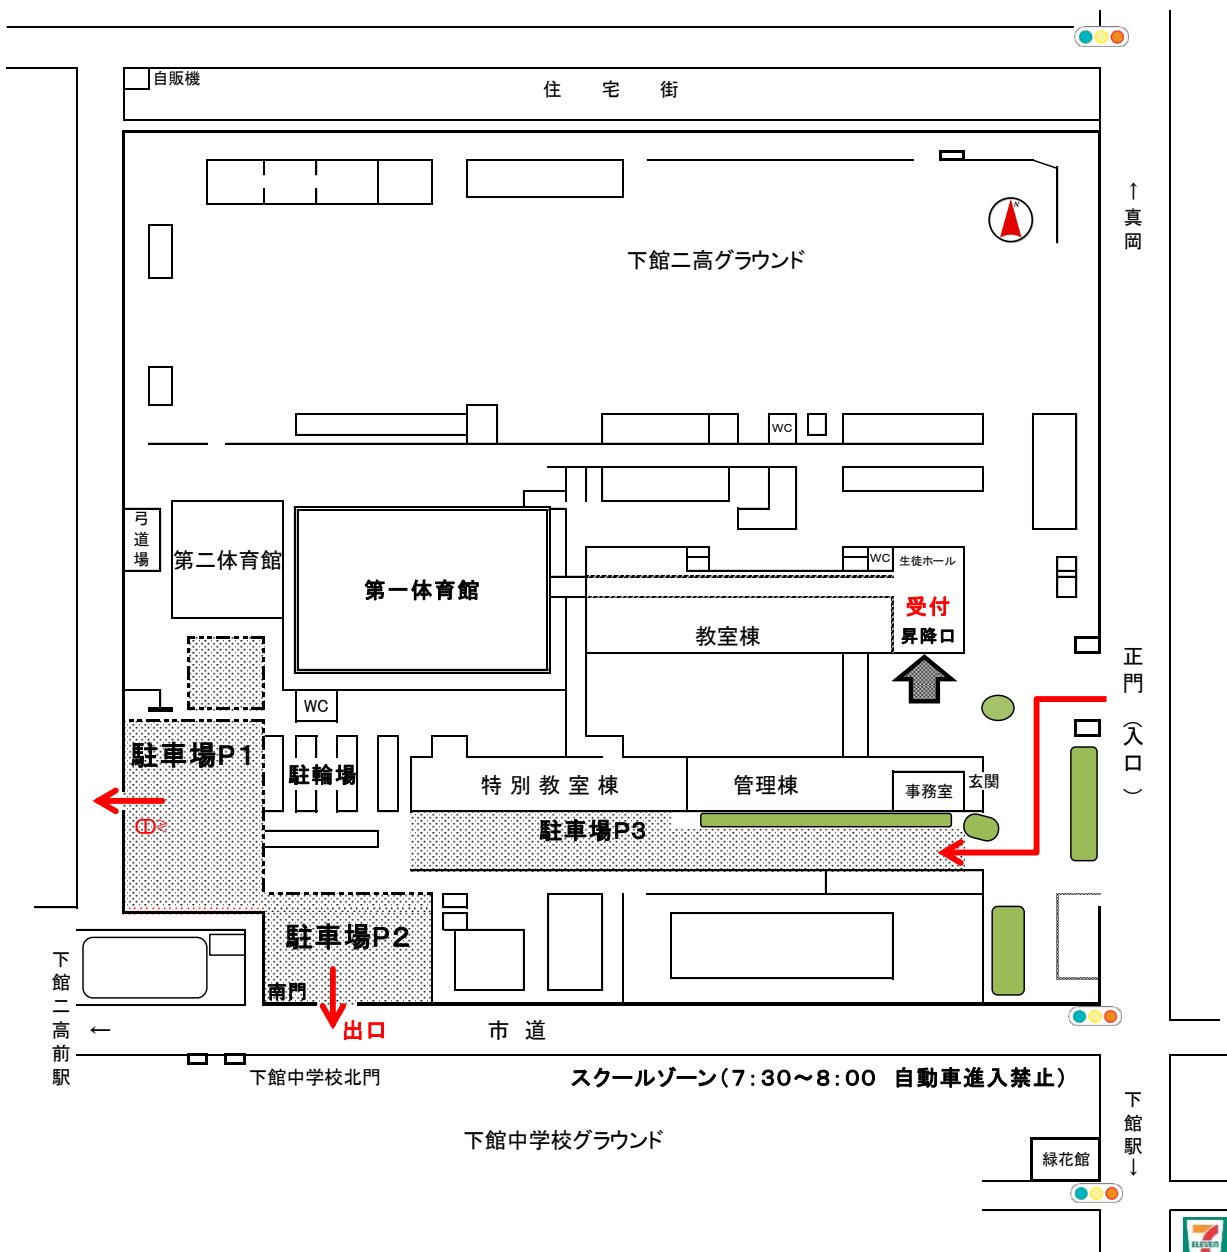 自販機
住宅街
N
↑真岡
下館二高グラウンド
WC
弓道場
第二体育館
第一体育館
WC
生徒ホール
受付
昇降口
教室棟
正門（入口）
WC
駐車場P1
駐輪場
特別教室棟
管理棟
事務室
玄関
駐車場P3
駐車場P2
南門
出口
下館二高前駅
←
市道
下館中学校北門
スクールゾーン（7：30～8：00　自動車進入禁止）
下館中学校グラウンド
下館駅↓
緑花館
7
ELEVEN